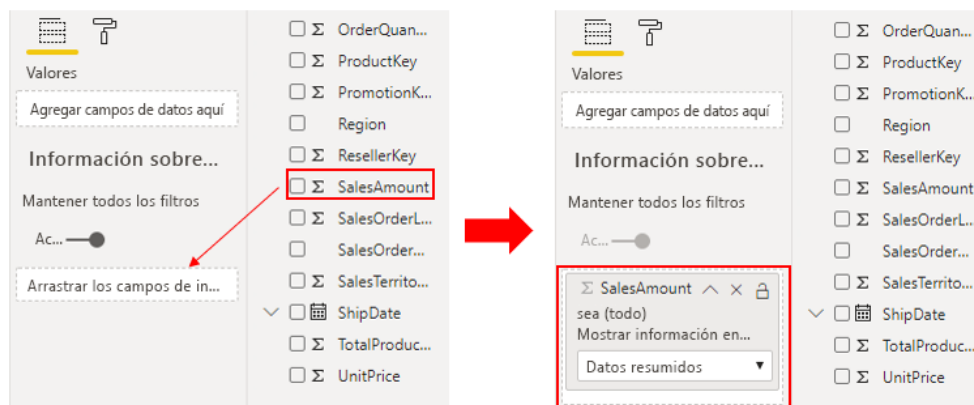 Valores
Agregar campos de datos aquí
Información sobre...
Mantener todos los filtros
Ac...
Arrastrar los campos de in...
Σ OrderQuan...
Σ ProductKey
Σ PromotionK...
Region
Σ ResellerKey
Σ SalesAmount
Σ SalesOrderL...
SalesOrder...
Σ SalesTerrito...
ShipDate
Σ TotalProduc...
Σ UnitPrice
Valores
Agregar campos de datos aquí
Información sobre...
Mantener todos los filtros
Ac...
Σ SalesAmount
sea (todo)
Mostrar información en...
Datos resumidos
Σ OrderQuan...
Σ ProductKey
Σ PromotionK...
Region
Σ ResellerKey
Σ SalesAmount
Σ SalesOrderL...
SalesOrder...
Σ SalesTerrito...
ShipDate
Σ TotalProduc...
Σ UnitPrice